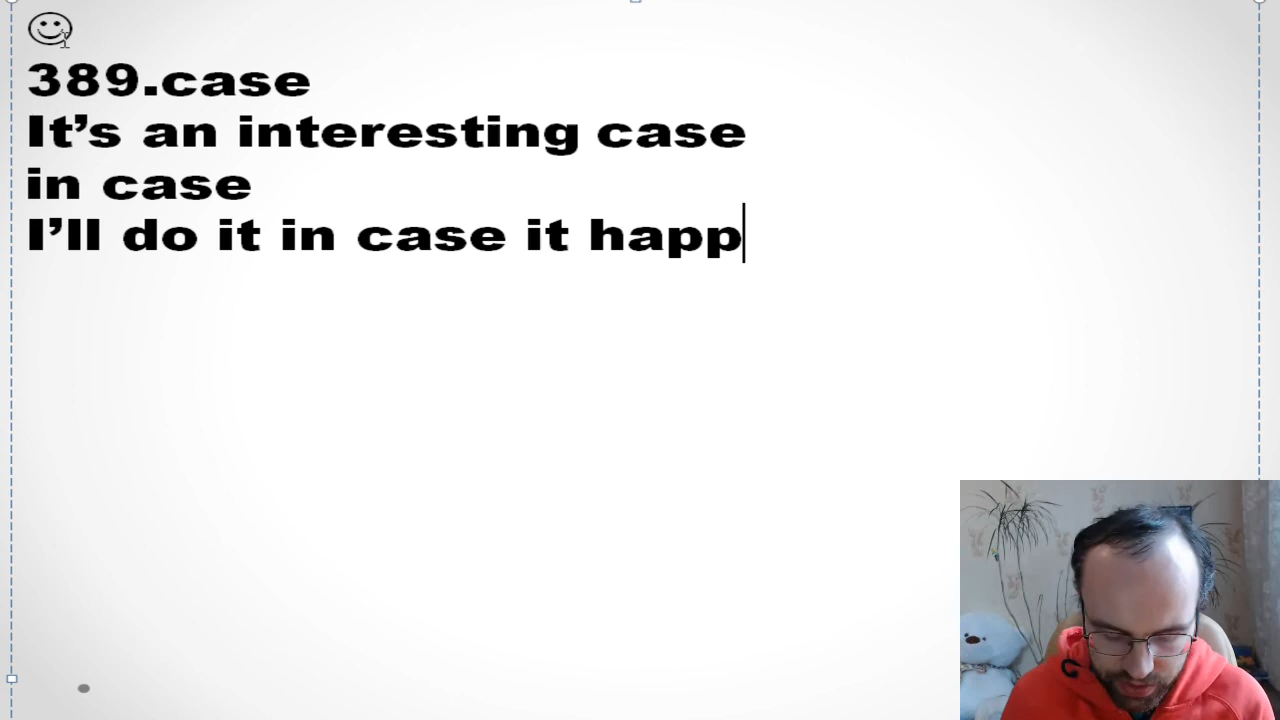 389.case
It’s an interesting case
in case
I’ll do it in case it happ